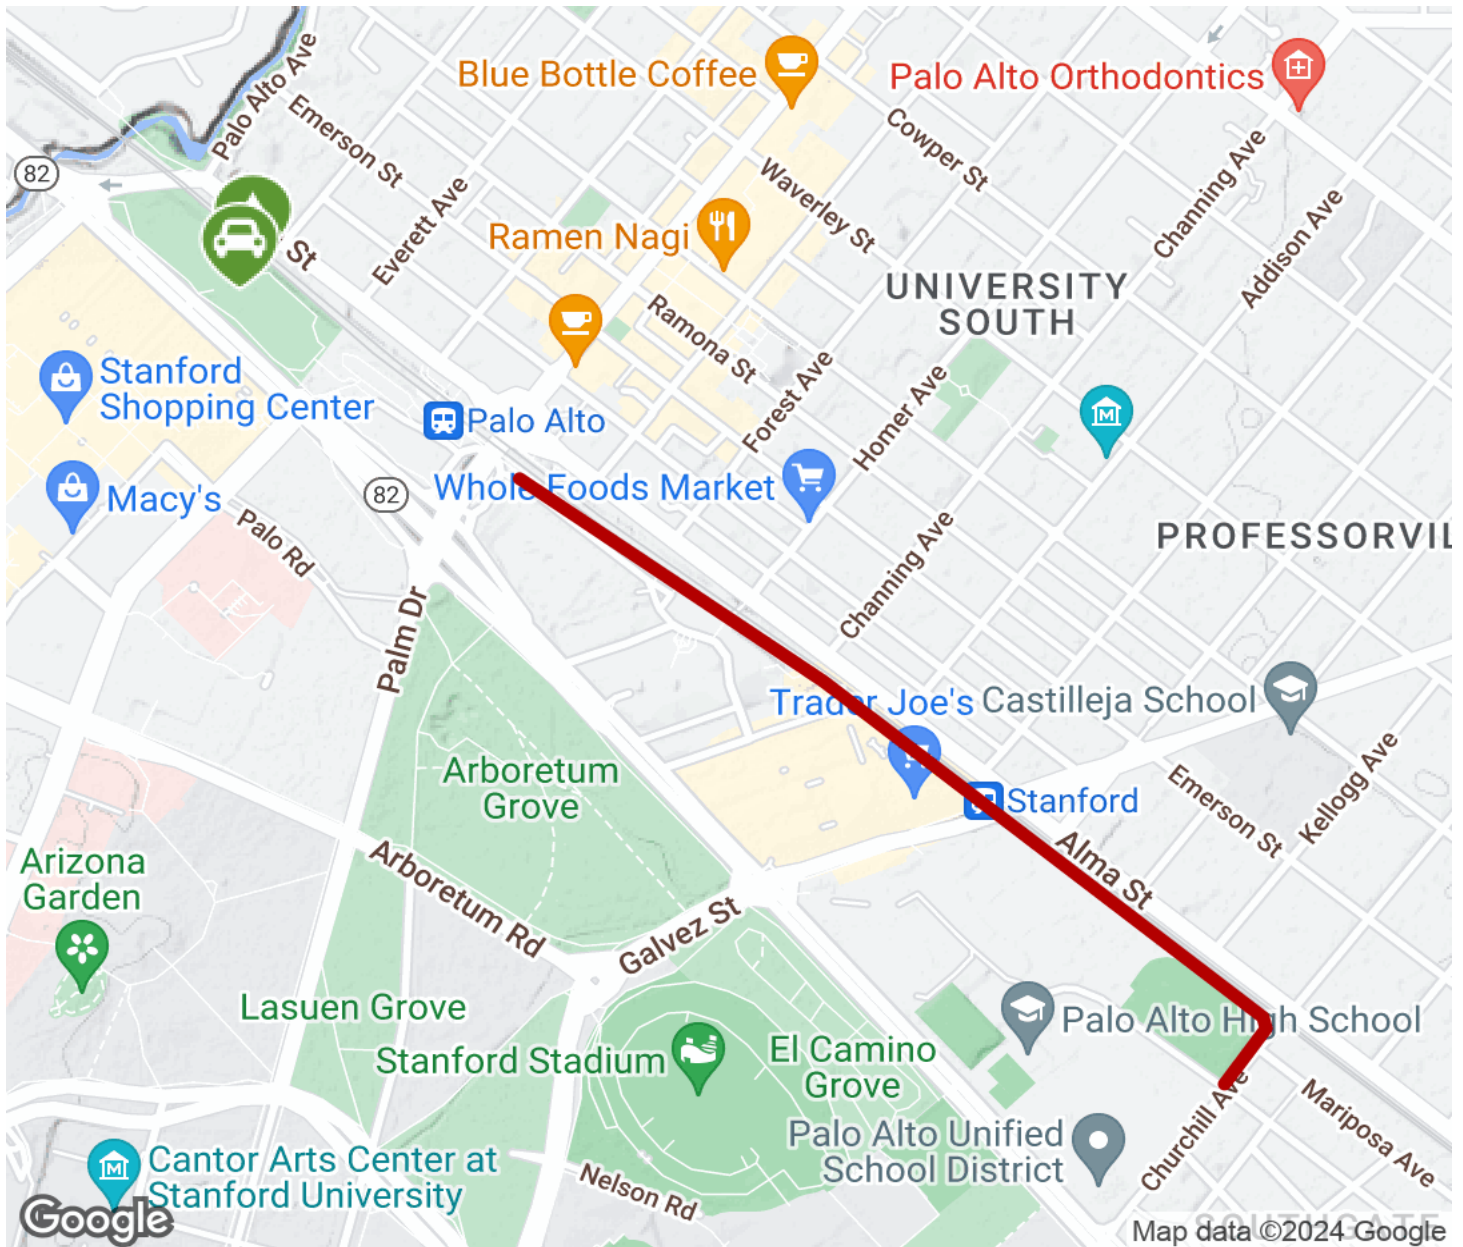 Palo Alto Ave
Emerson St
Blue Bottle Coffee
Palo Alto Orthodontics
Cowper St
Channing Ave
82
Everett Ave
Waverley St
Addison Ave
St
Ramen Nagi
UNIVERSITY
SOUTH
Ramona St
Stanford
Shopping Center
Palo Alto
Forest Ave
Homer Ave
M
Macy's
82
Whole Foods Market
Palo Rd
Channing Ave
PROFESSORVIL
Palm Dr
Trader Joe's
Castilleja School
Arboretum
Grove
Stanford
Emerson St
Kellogg Ave
Alma St
Arizona
Garden
Arboretum Rd
Galvez St
Lasuen Grove
Palo Alto High School
Stanford Stadium
El Camino
Grove
Churchill Ave
Mariposa Ave
Palo Alto Unified
School District
M
Cantor Arts Center at
Stanford University
Nelson Rd
Google
SOUTHGATE
Map data ©2024 Google